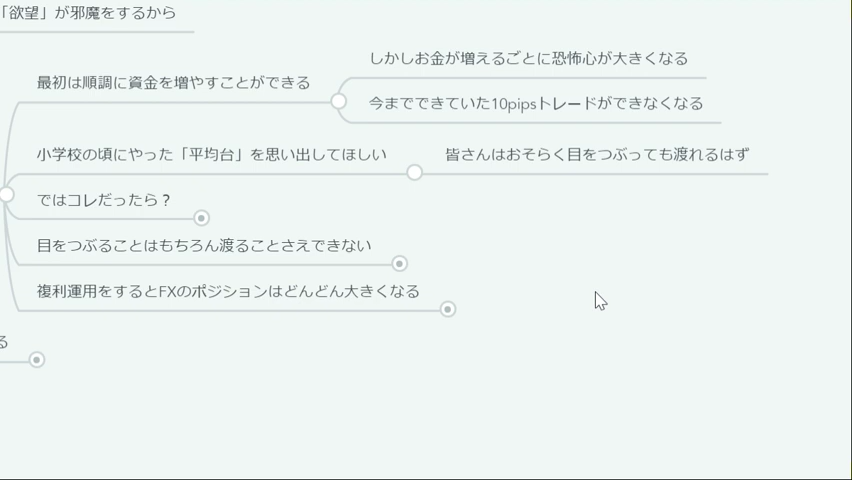 「欲望」が邪魔をするから
最初は順調に資金を増やすことができる
しかしお金が増えるごとに恐怖心が大きくなる
今までできていた10pipsトレードができなくなる
小学校の頃にやった「平均台」を思い出してほしい
皆さんはおそらく目をつぶっても渡れるはず
ではコレだったら？
目をつぶることはもちろん渡ることさえできない
複利運用をするとFXのポジションはどんどん大きくなる
る